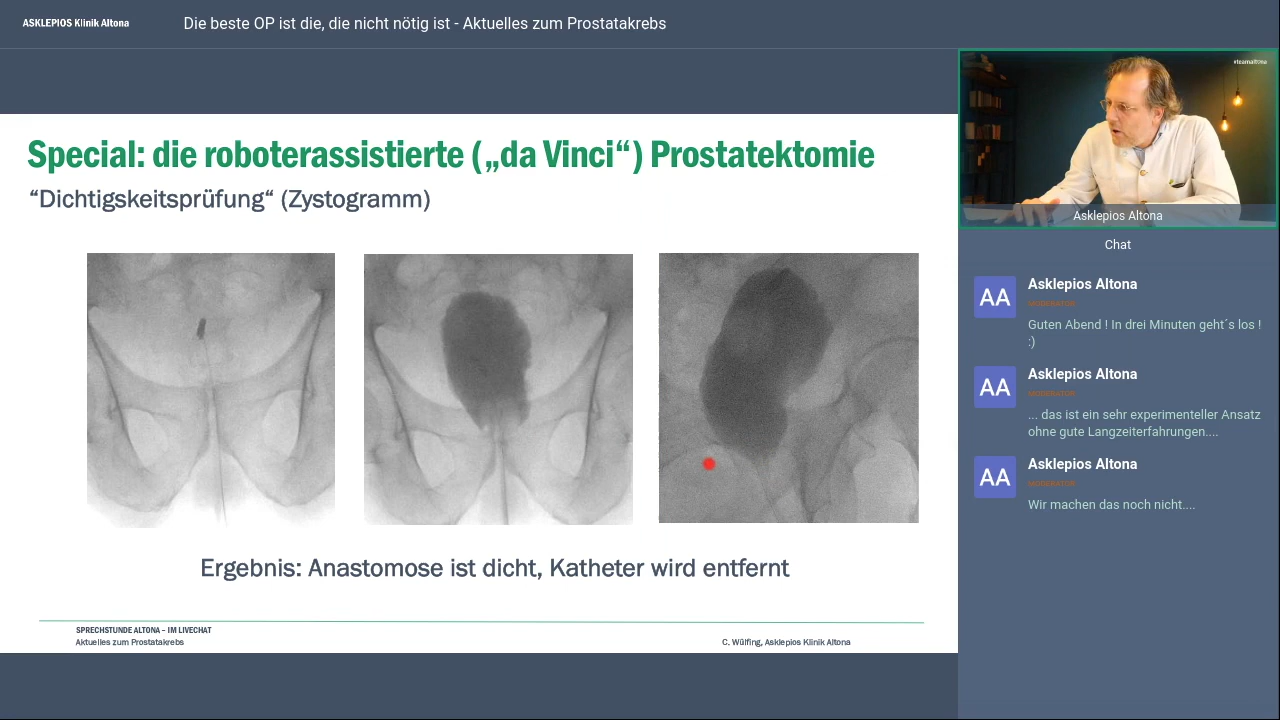 ASKLEPIOS Klinik Altona
Die beste OP ist die, die nicht nötig ist - Aktuelles zum Prostatakrebs
Special: die roboterassistierte („da Vinci“) Prostatektomie
“Dichtigskeitsprüfung“ (Zystogramm)
Ergebnis: Anastomose ist dicht, Katheter wird entfernt
SPRECHSTUNDE ALTONA – IM LIVECHAT
Aktuelles zum Prostatakrebs
C. Wülfing, Asklepios Klinik Altona
#teamaltona
Asklepios Altona
Chat
AA
Asklepios Altona
MODERATOR
Guten Abend ! In drei Minuten geht´s los !
:)
AA
Asklepios Altona
MODERATOR
... das ist ein sehr experimenteller Ansatz
ohne gute Langzeiterfahrungen....
AA
Asklepios Altona
MODERATOR
Wir machen das noch nicht....